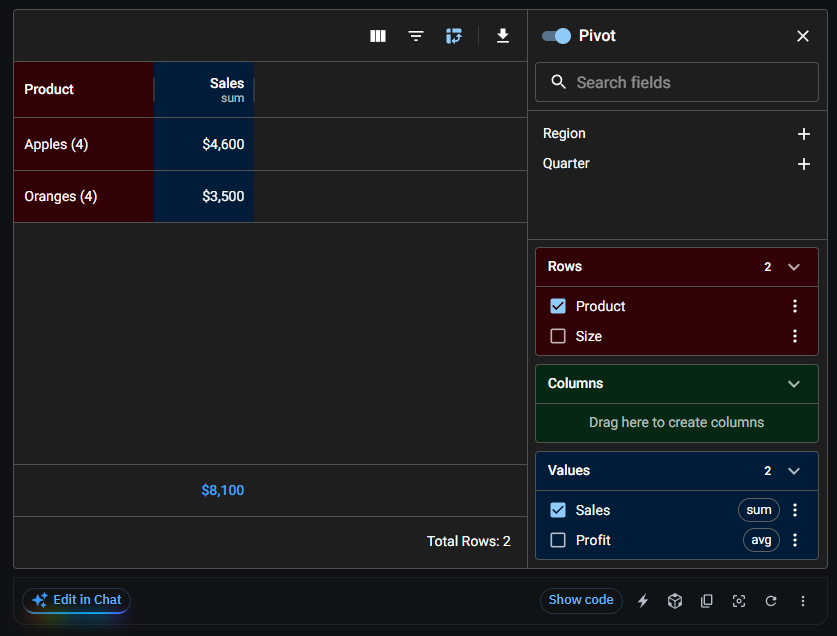 Product
Sales
sum
Apples (4)
$4,600
Oranges (4)
$3,500
$8,100
Total Rows: 2
Pivot
Search fields
Region
Quarter
Rows 2
Product
Size
Columns
Drag here to create columns
Values 2
Sales sum
Profit avg
Edit in Chat
Show code